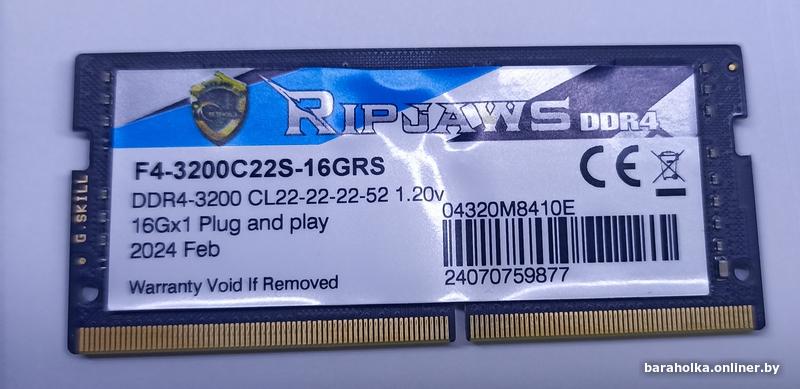 RIPJAWS DDR4
F4-3200C22S-16GRS
DDR4-3200 CL22-22-22-52 1.20v
16Gx1 Plug and play
2024 Feb
Warranty Void If Removed
04320M8410E
24070759877
CE
G.SKILL
baraholka.onliner.by